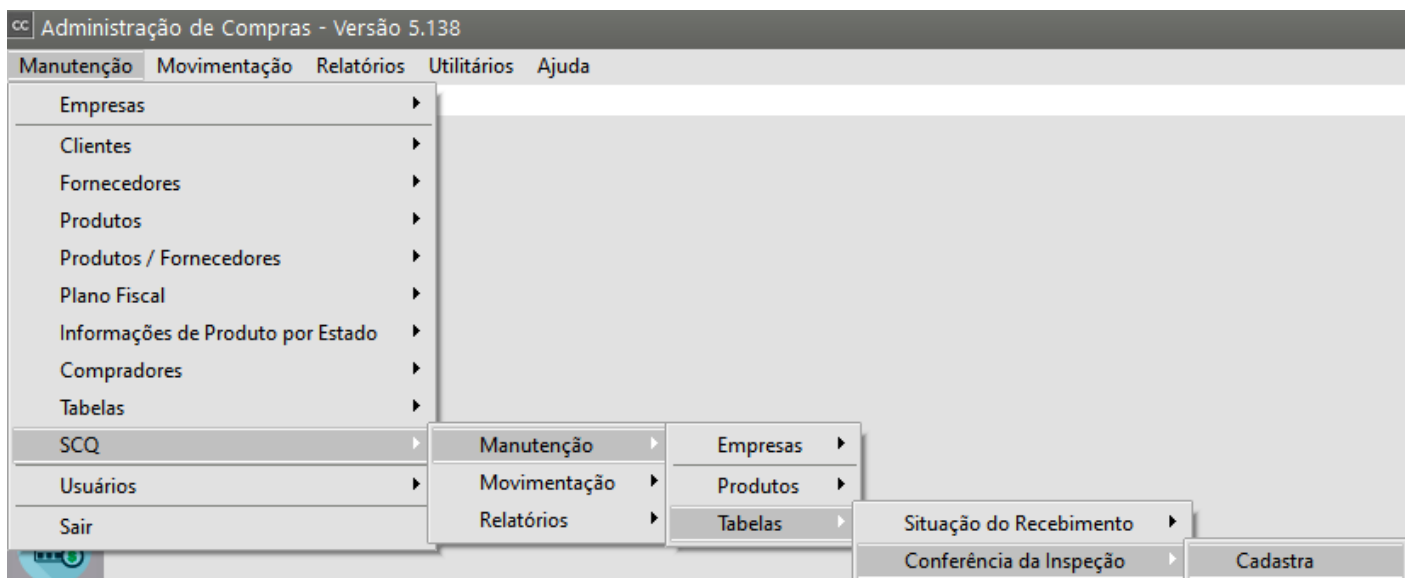 cc Administração de Compras - Versão 5.138
Manutenção Movimentação Relatórios Utilitários Ajuda
Empresas
Clientes
Fornecedores
Produtos
Produtos / Fornecedores
Plano Fiscal
Informações de Produto por Estado
Compradores
Tabelas
SCQ Manutenção Empresas
Usuários Movimentação Produtos
Sair Relatórios Tabelas Situação do Recebimento
Conferência da Inspeção Cadastra